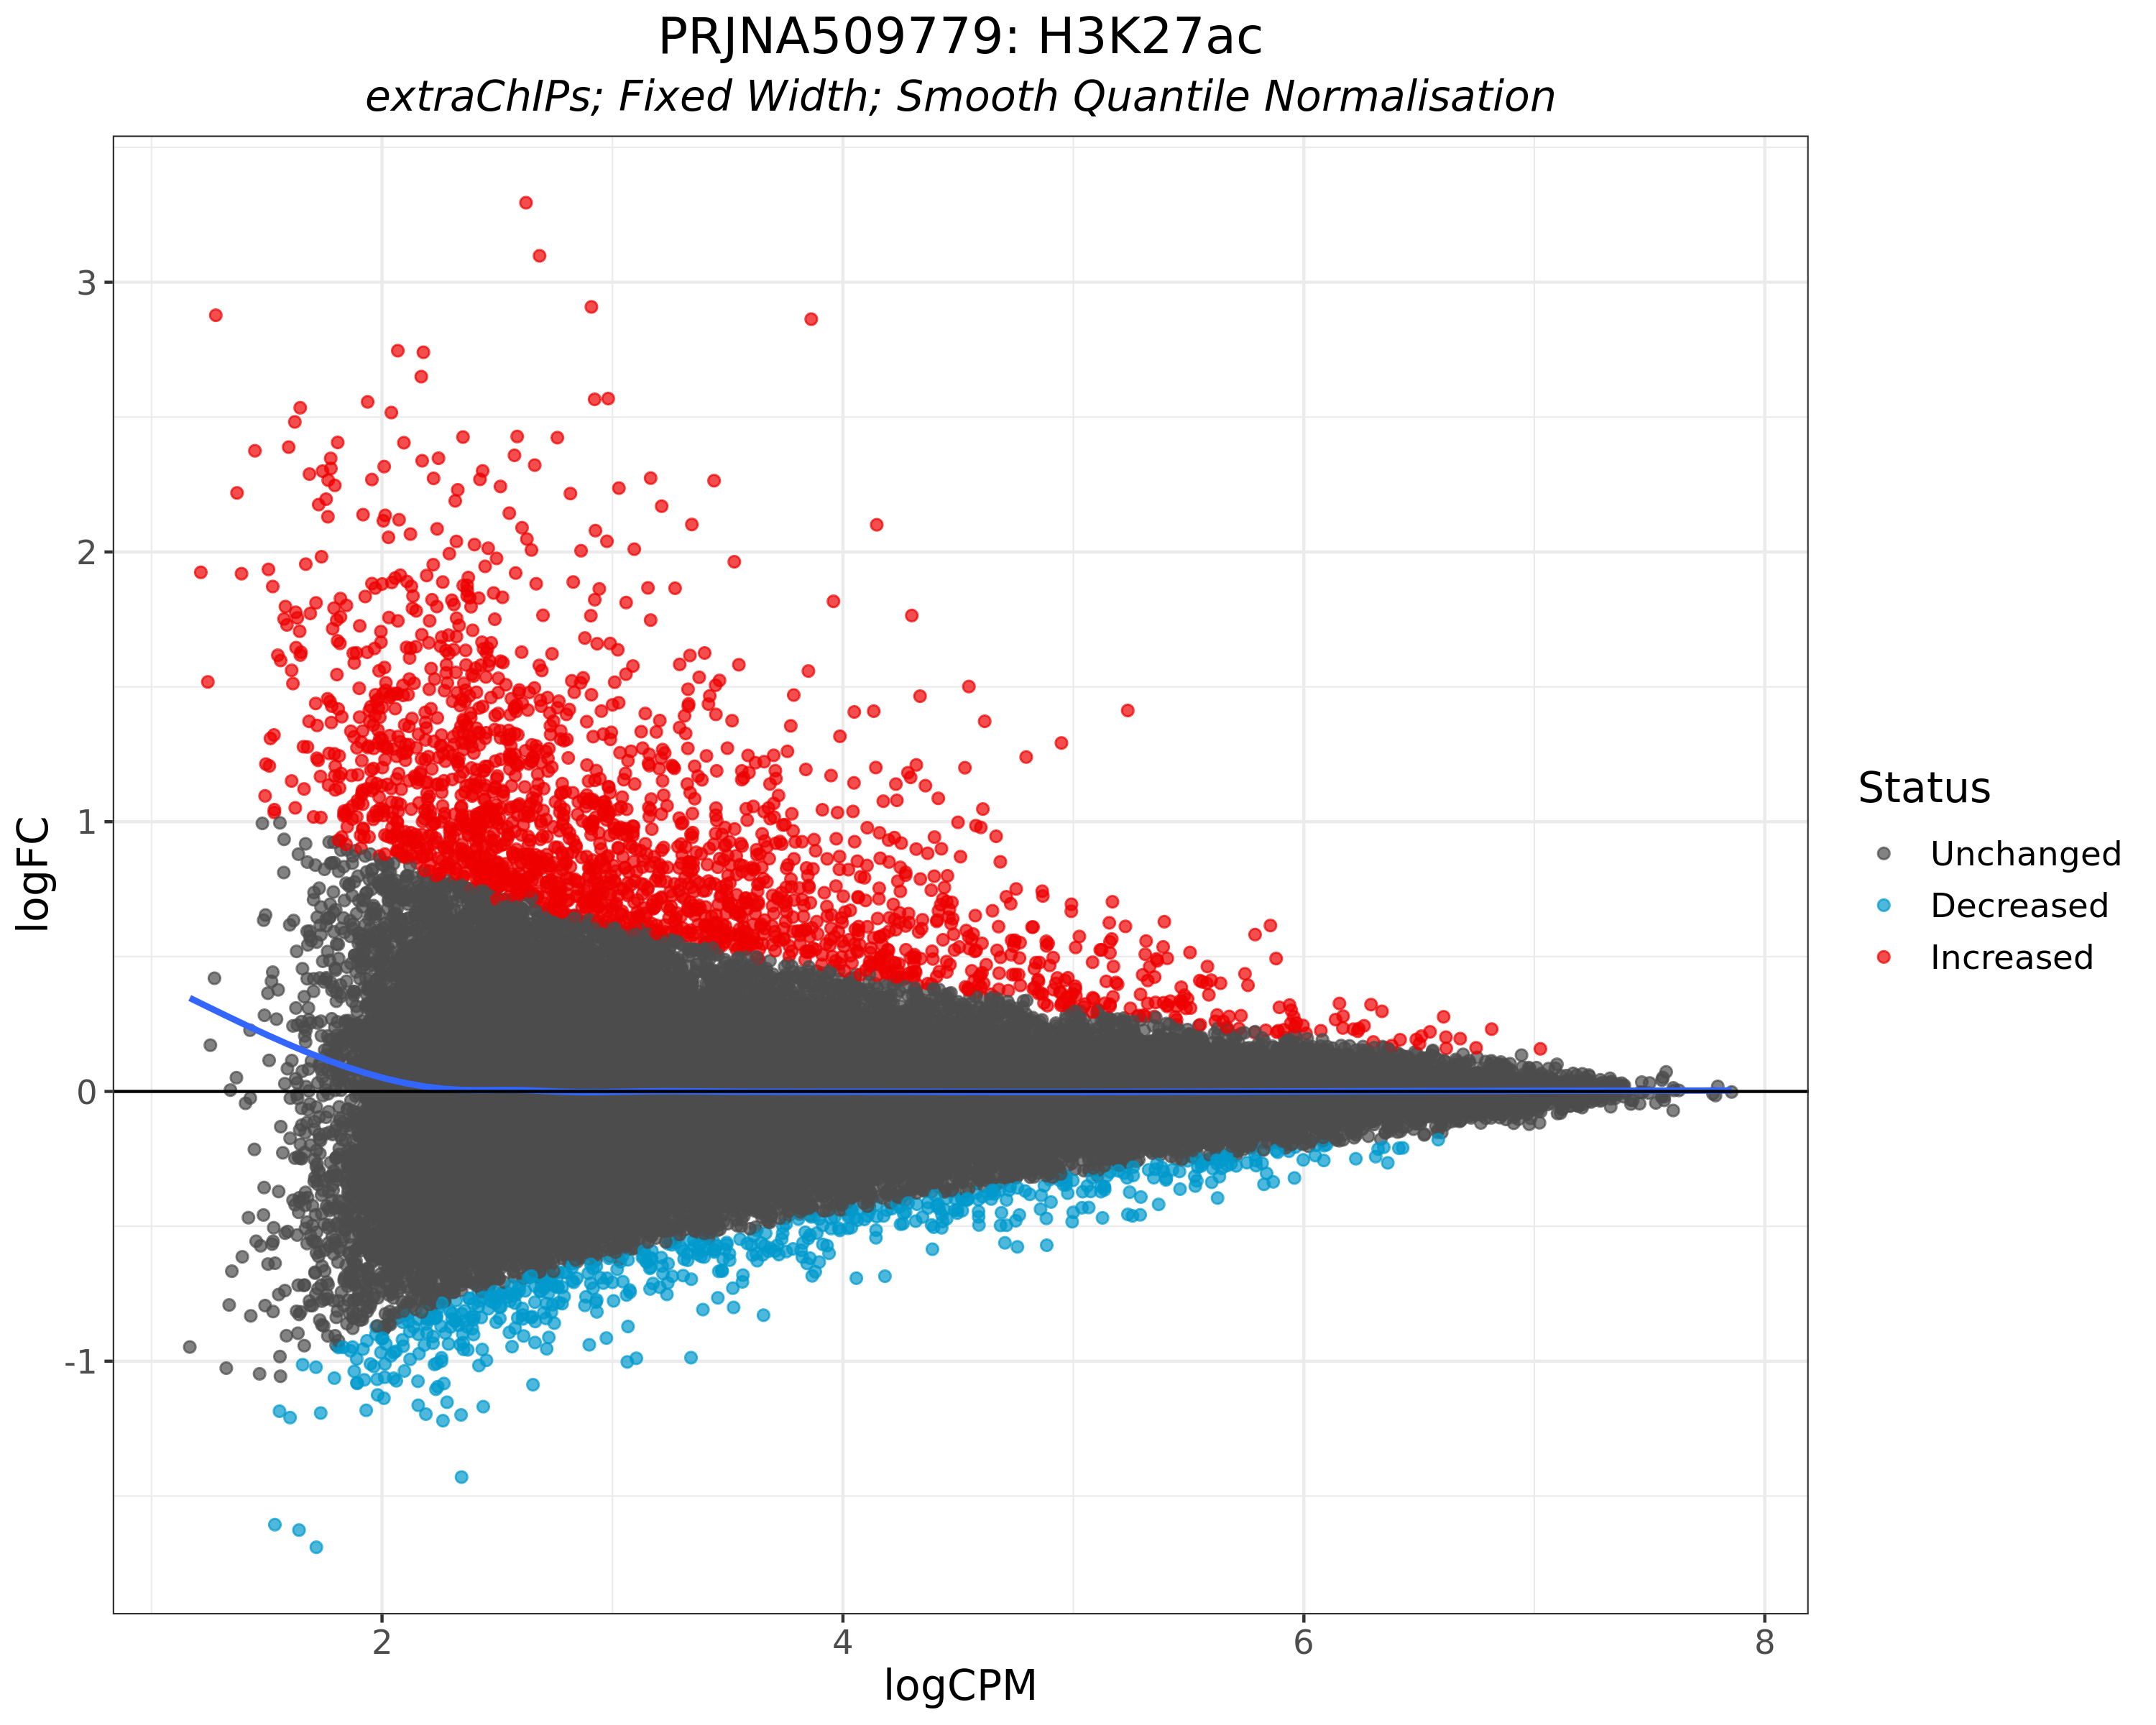 PRJNA509779: H3K27ac
extraChIPs; Fixed Width; Smooth Quantile Normalisation
3
2
1
0
-1
logFC
2
4
6
8
logCPM
Status
Unchanged
Decreased
Increased